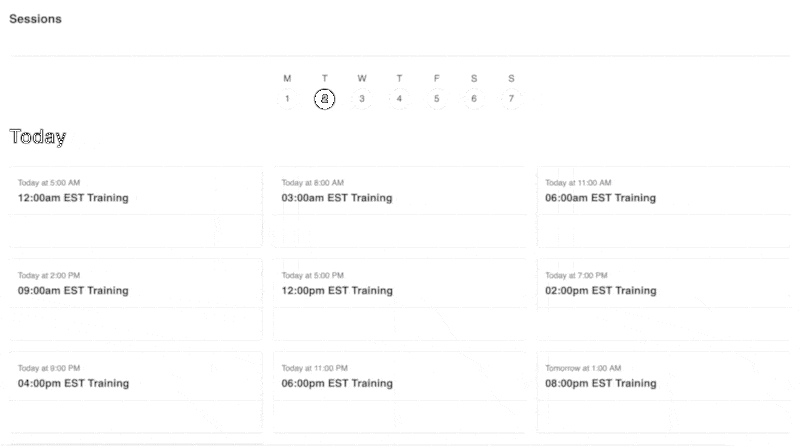 Sessions
M T W T F S S
1 2 3 4 5 6 7
Today
Today at 5:00 AM
12:00am EST Training
Today at 8:00 AM
03:00am EST Training
Today at 11:00 AM
06:00am EST Training
Today at 2:00 PM
09:00am EST Training
Today at 5:00 PM
12:00pm EST Training
Today at 7:00 PM
02:00pm EST Training
Today at 9:00 PM
04:00pm EST Training
Today at 11:00 PM
06:00pm EST Training
Tomorrow at 1:00 AM
08:00pm EST Training